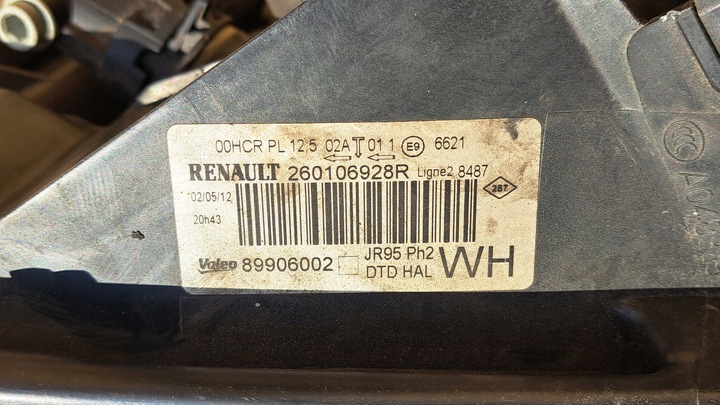 00HCR PL 12,5 02A 01 1 E9 6621
RENAULT 260106928R Ligne2 8487
02/05/12
20h43
287
Valeo 89906002
JR95 Ph2
DTD HAL
WH